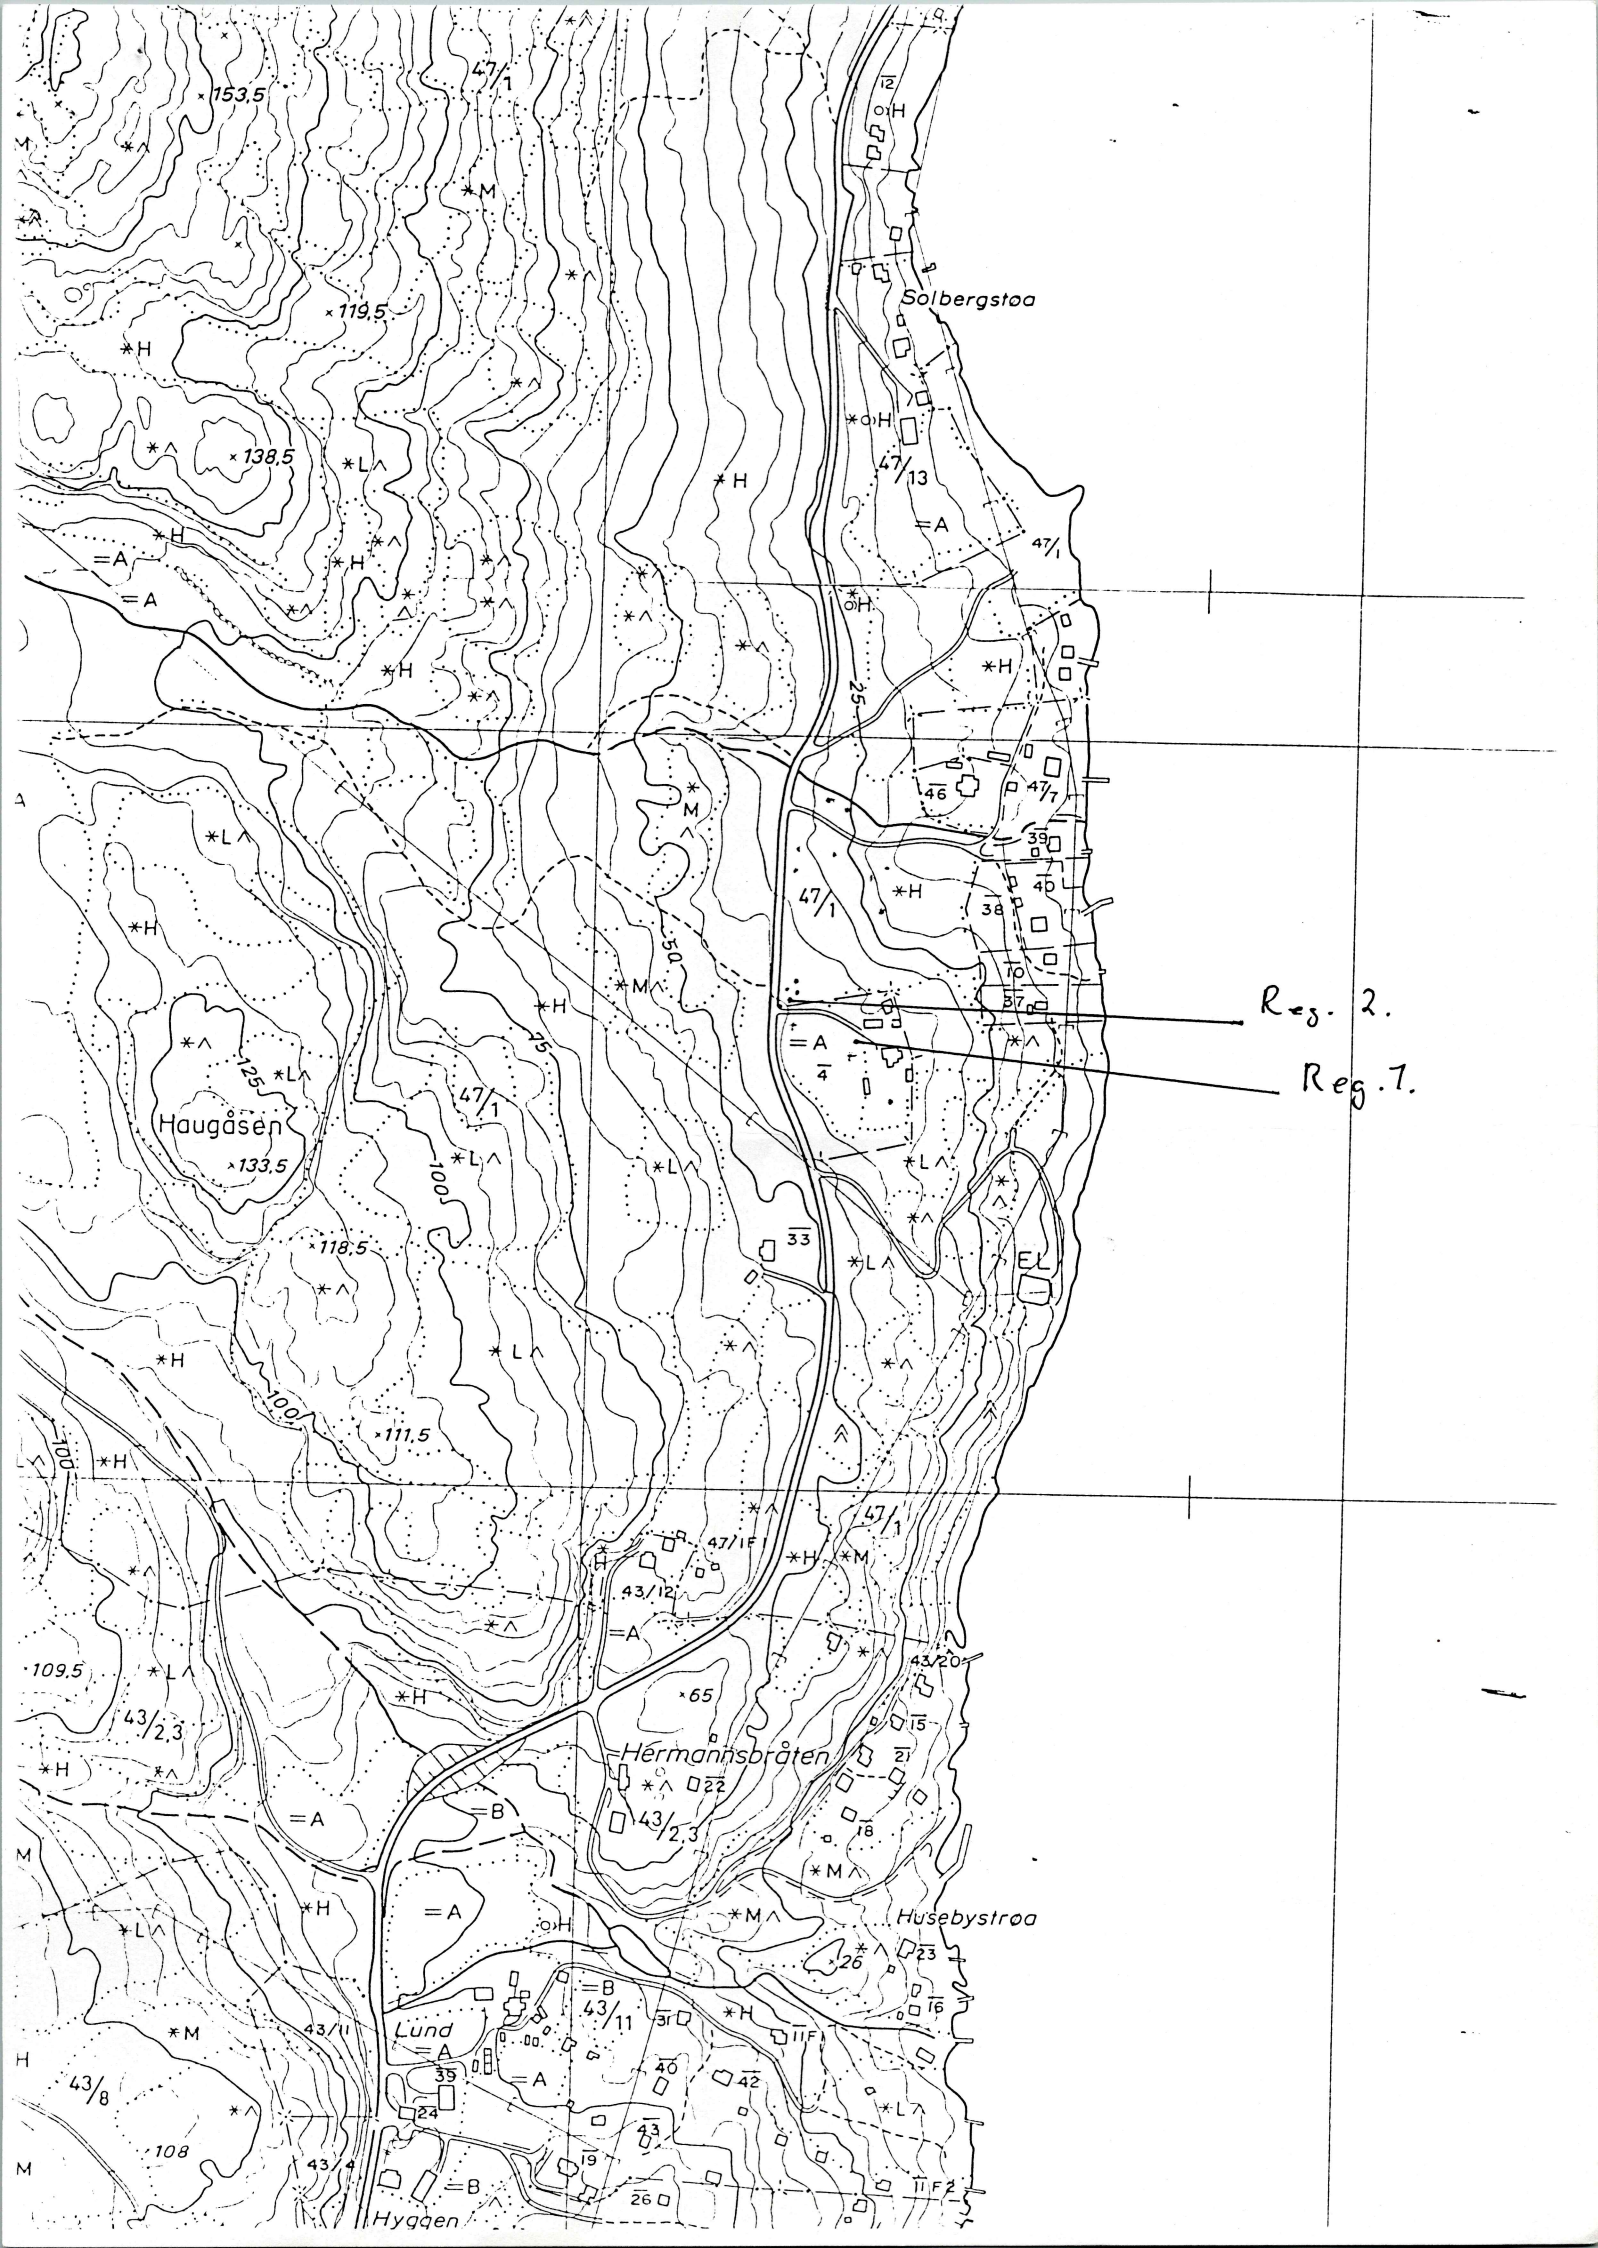 12
H
47/1
153,5
M
M
Solbergstøa
119,5
H
H
138,5
L
H
47/13
=A
47/1
H
=A
H
=A
H
H
H
25
46
47/7
M
39
L
40
H
47/1
38
H
50
M
10
H
37
Reg. 2.
75
=A
4
Reg. 1.
125
L
47/1
Haugåsen
133,5
L
100
L
L
118,5
33
L
EL
H
L
100
111,5
100
H
47/1
47/1F1
H
M
H
43/12
=A
109,5
L
43/20
H
65
43/2,3
15
Hermannsbråten
21
H
22
=A
=B
43/2,3
18
M
M
H
=A
H
M
Husebystrøa
L
26
23
=B
43/11
31
H
16
43/11
Lund
11F1
M
=A
H
35
=A
40
42
43/8
24
L
43
108
19
M
43/4
=B
26
11F2
Hyggen